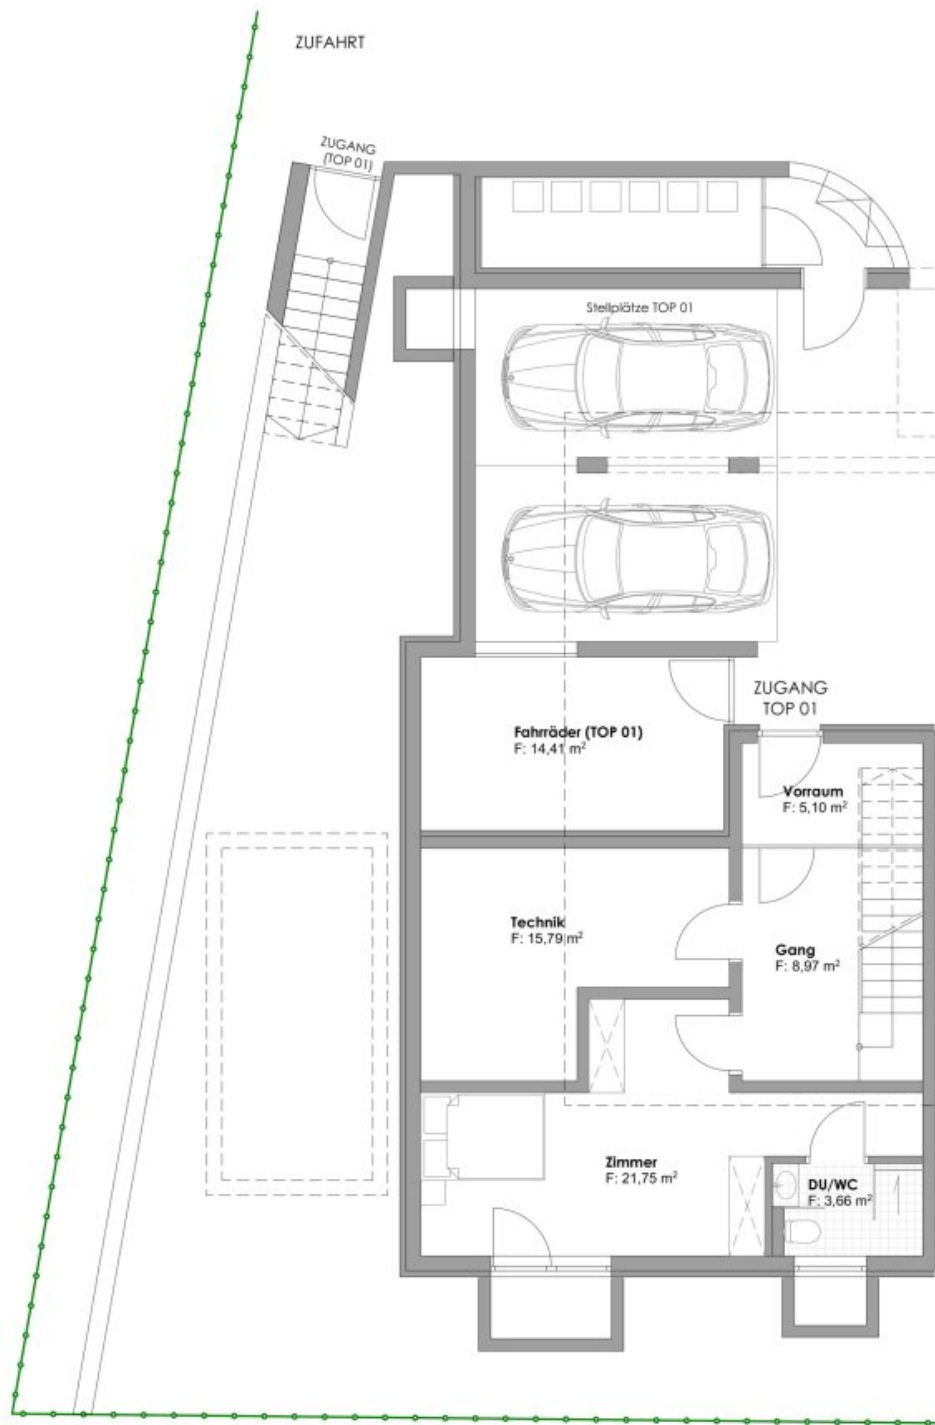 ZUFAHRT
ZUGANG
(TOP 01)
Stellplätze TOP 01
ZUGANG
TOP 01
Fahrräder (TOP 01)
F: 14,41 m²
Vorraum
F: 5,10 m²
Technik
F: 15,79 m²
Gang
F: 8,97 m²
Zimmer
F: 21,75 m²
DU/WC
F: 3,66 m²